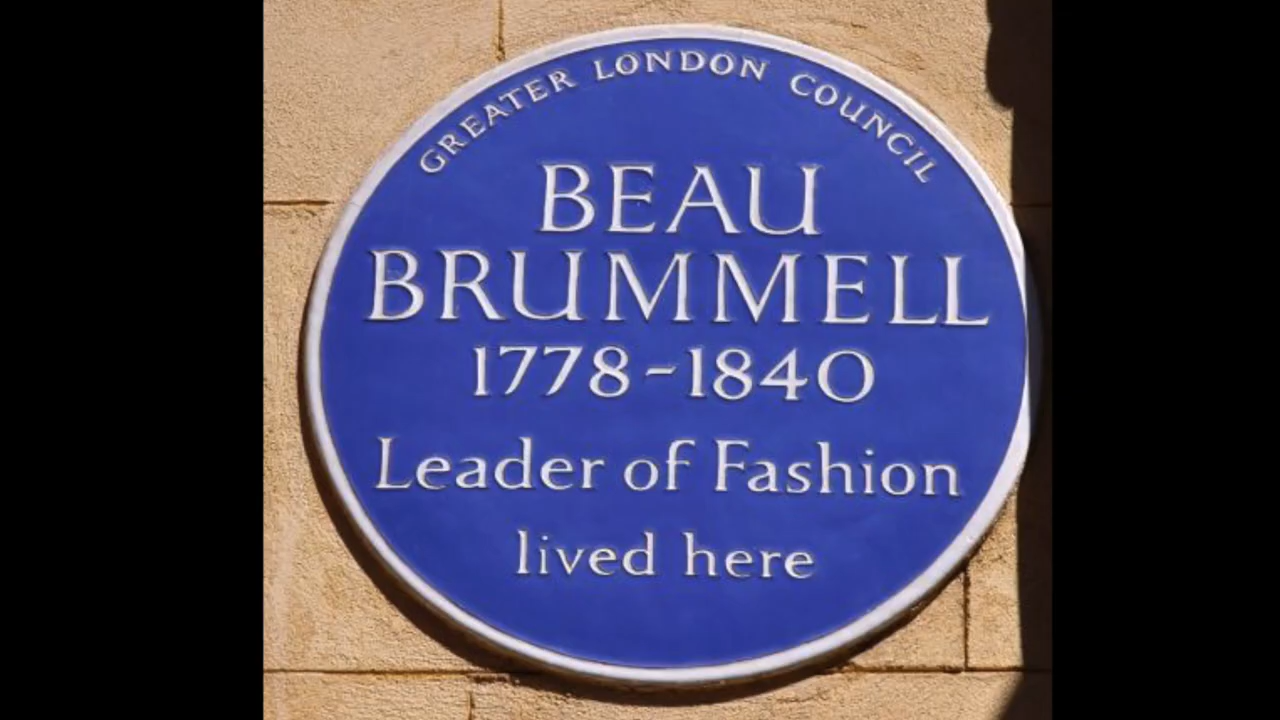 GREATER LONDON COUNCIL
BEAU
BRUMMELL
1778-1840
Leader of Fashion
lived here